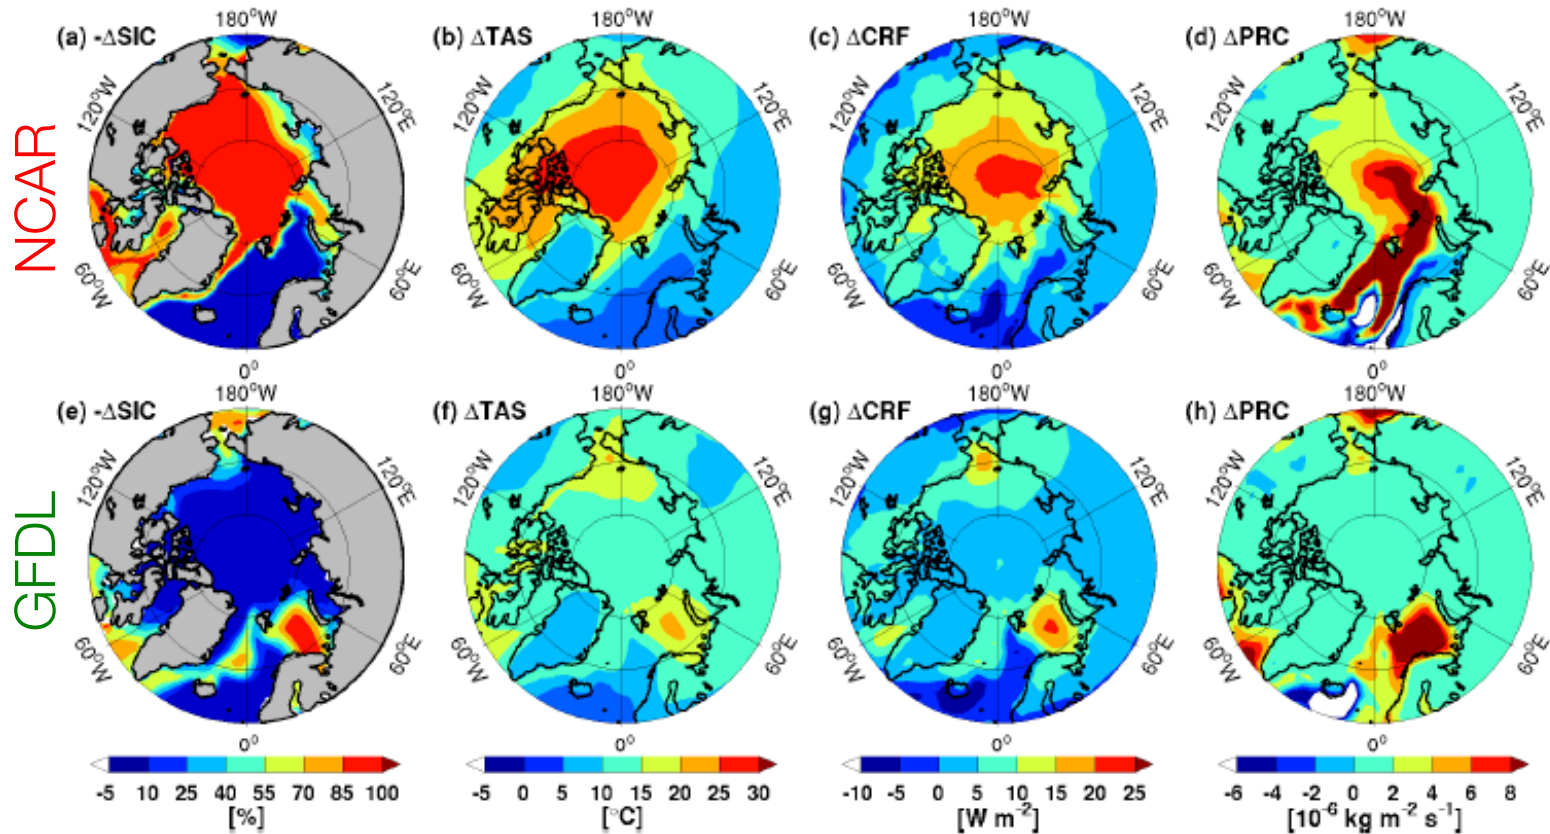 NCAR
180°W
(a) -ΔSIC
120°W
120°E
60°W
60°E
0°
180°W
(b) ΔTAS
120°W
120°E
60°W
60°E
0°
180°W
(c) ΔCRF
120°W
120°E
60°W
60°E
0°
180°W
(d) ΔPRC
120°W
120°E
60°W
60°E
0°
GFDL
180°W
(e) -ΔSIC
120°W
120°E
60°W
60°E
0°
180°W
(f) ΔTAS
120°W
120°E
60°W
60°E
0°
180°W
(g) ΔCRF
120°W
120°E
60°W
60°E
0°
180°W
(h) ΔPRC
120°W
120°E
60°W
60°E
0°
-5 10 25 40 55 70 85 100
[%]
-5 0 5 10 15 20 25 30
[°C]
-10 -5 0 5 10 15 20 25
[W m⁻²]
-6 -4 -2 0 2 4 6 8
[10⁻⁶ kg m⁻² s⁻¹]